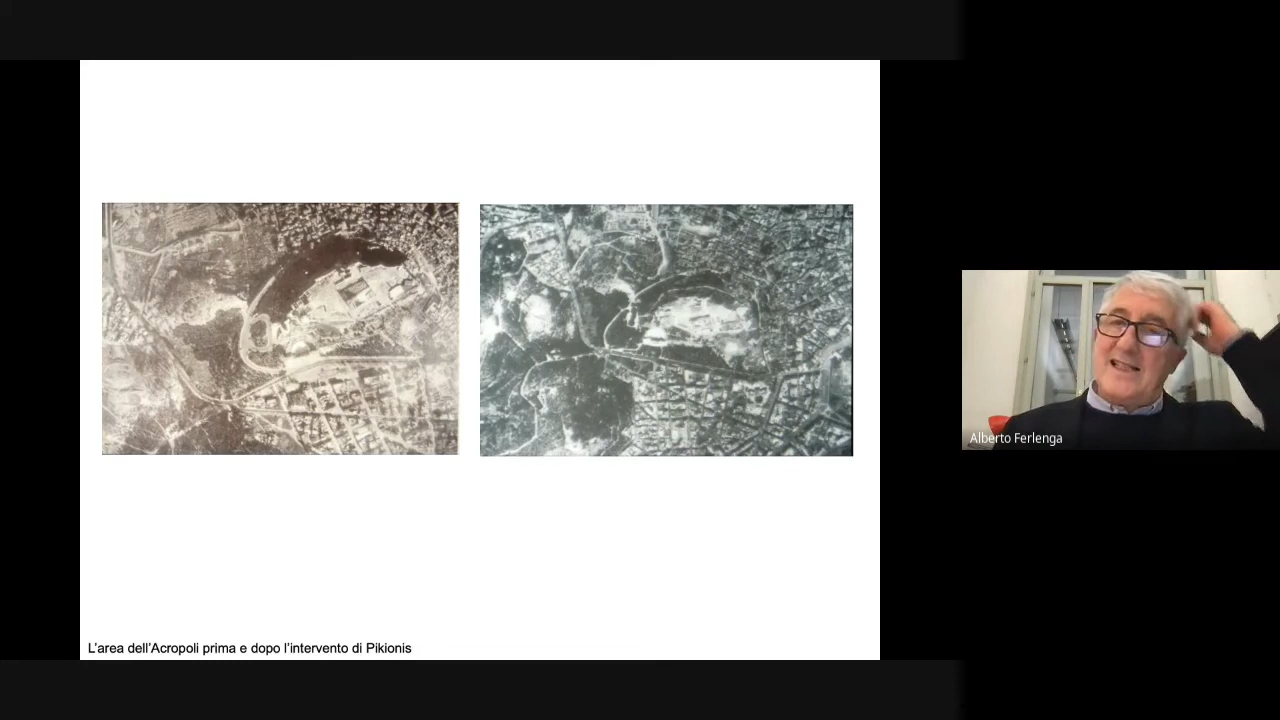 Alberto Ferlenga
L'area dell'Acropoli prima e dopo l'intervento di Pikionis